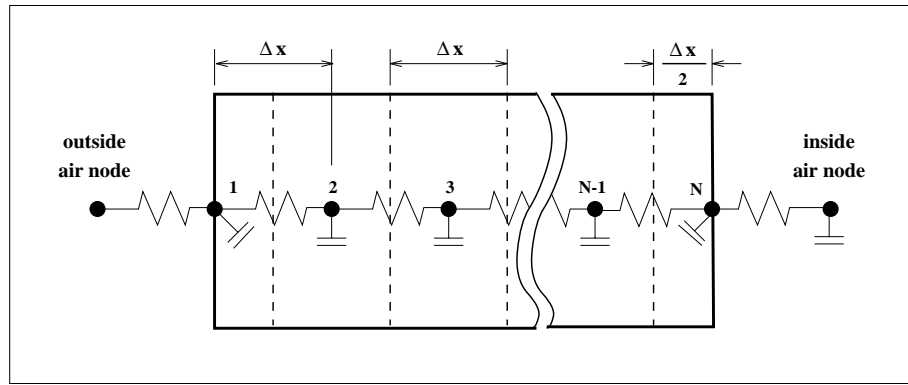 Δ x
Δ x
Δ x
2
outside
air node
inside
air node
1
2
3
N-1
N